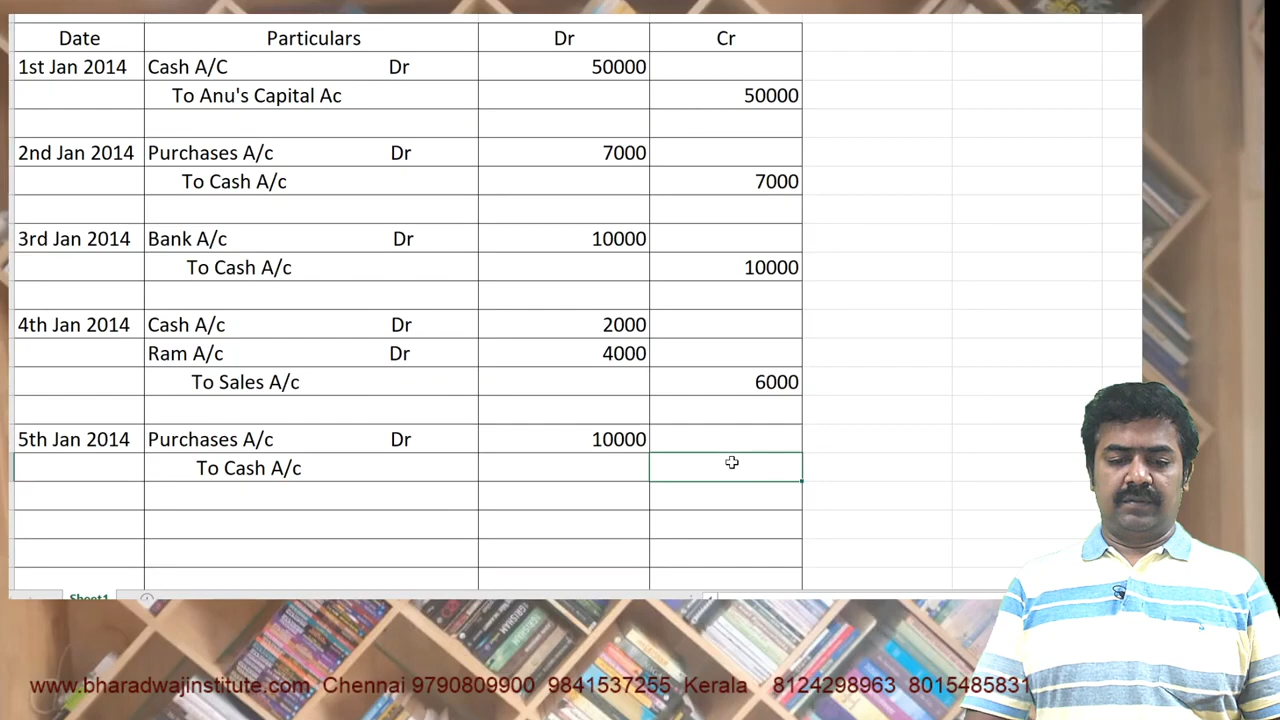 Date Particulars Dr Cr
1st Jan 2014 Cash A/C Dr 50000
To Anu's Capital Ac 50000
2nd Jan 2014 Purchases A/c Dr 7000
To Cash A/c 7000
3rd Jan 2014 Bank A/c Dr 10000
To Cash A/c 10000
4th Jan 2014 Cash A/c Dr 2000
Ram A/c Dr 4000
To Sales A/c 6000
5th Jan 2014 Purchases A/c Dr 10000
To Cash A/c
Sheet1
www.bharadwajinstitute.com Chennai 9790809900 9841537255 Kerala 8124298963 8015485831